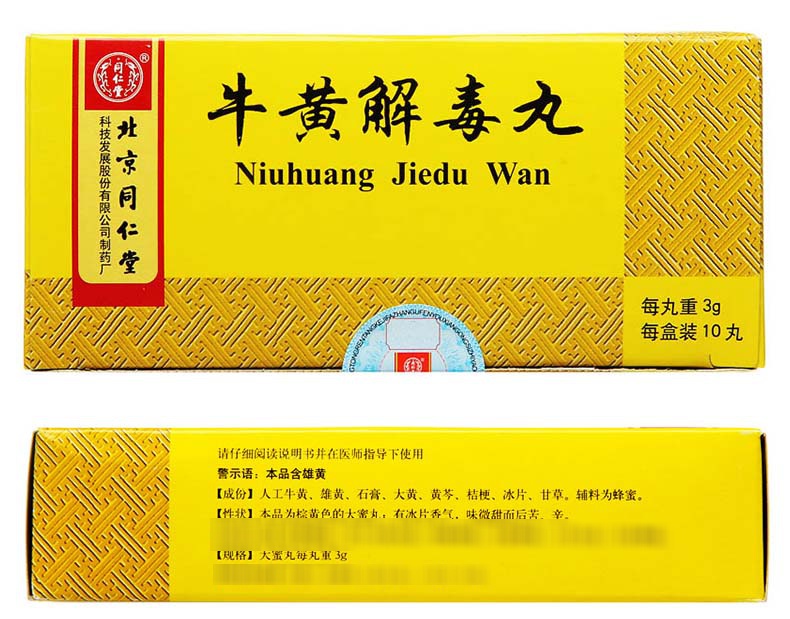 同仁堂
®
北京同仁堂
科技发展股份有限公司制药厂
牛黄解毒丸
Niuhuang Jiedu Wan
每丸重 3g
每盒装 10 丸
同仁堂
请仔细阅读说明书并在医师指导下使用
警示语：本品含雄黄
【成份】人工牛黄、雄黄、石膏、大黄、黄芩、桔梗、冰片、甘草。辅料为蜂蜜。
【性状】本品为棕黄色的大蜜丸；有冰片香气，味微甜而后苦、辛。
【规格】大蜜丸每丸重 3g